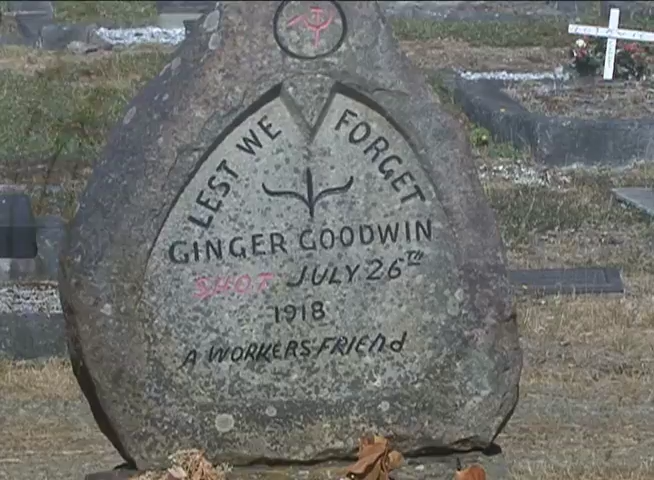 LEST WE FORGET
GINGER GOODWIN
SHOT JULY 26TH
1918
A WORKERS FRIEnd